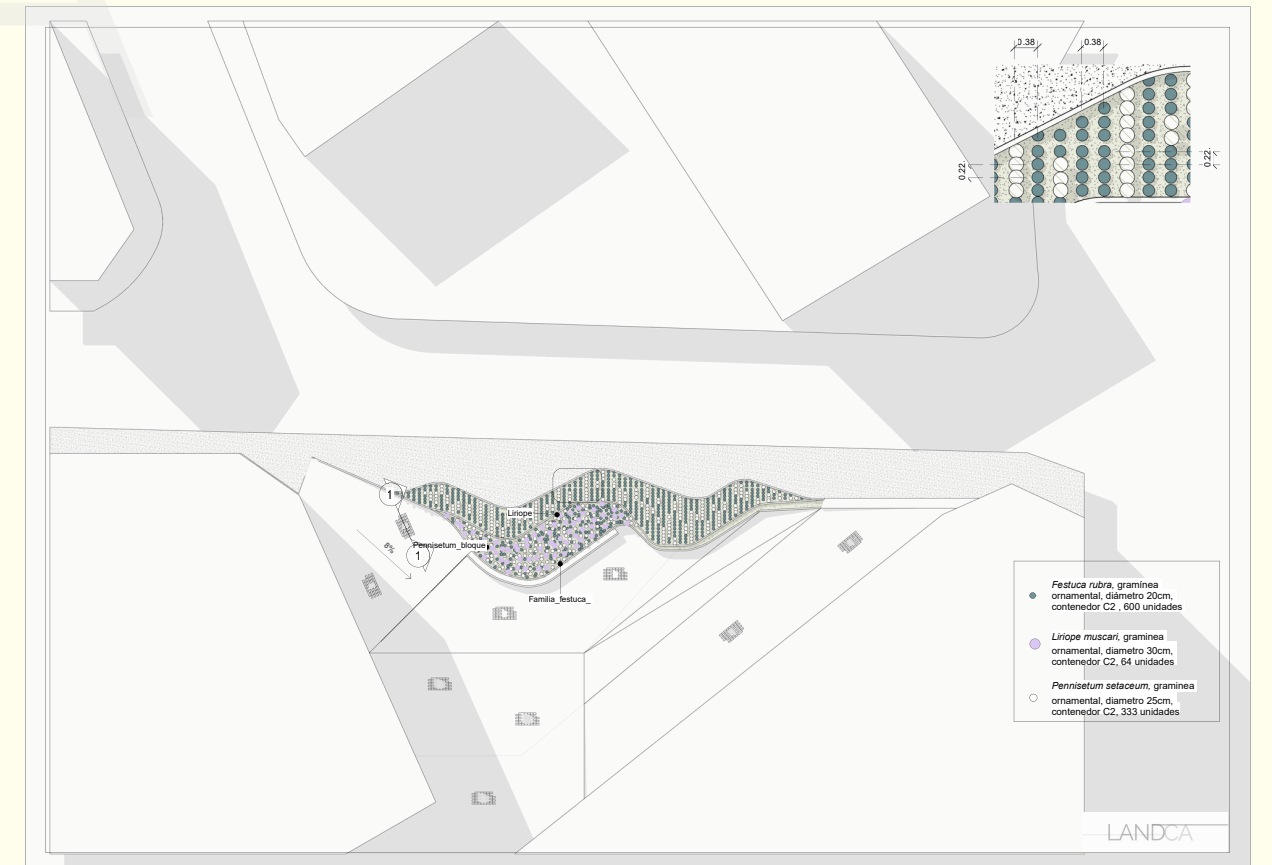 0.38
0.38
0.22
0.22
1
Liriope
Pennisetum_bloque
1
8%
Familia_festuca_
Festuca rubra, gramínea
ornamental, diámetro 20cm,
contenedor C2 , 600 unidades
Liriope muscari, graminea
ornamental, diametro 30cm,
contenedor C2, 64 unidades
Pennisetum setaceum, graminea
ornamental, diametro 25cm,
contenedor C2, 333 unidades
LANDCA